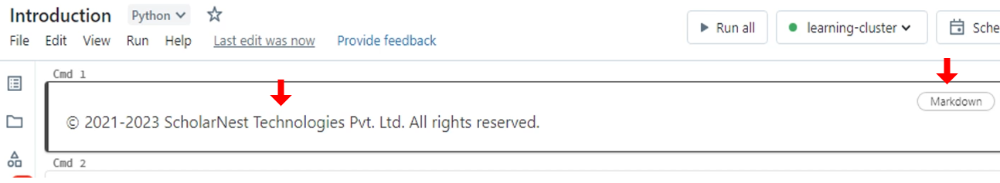 Introduction Python
File Edit View Run Help Last edit was now Provide feedback
Run all learning-cluster Sche
Cmd 1
Markdown
© 2021-2023 ScholarNest Technologies Pvt. Ltd. All rights reserved.
Cmd 2